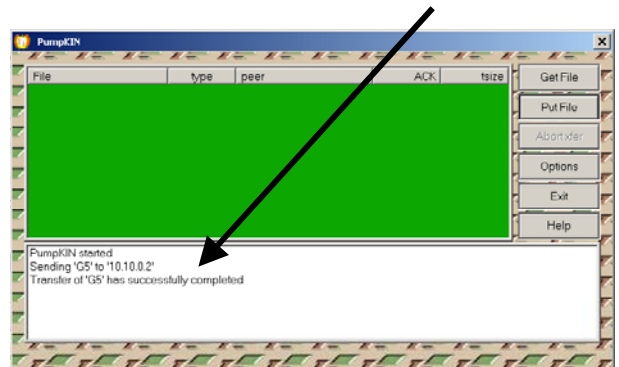 PumpKIN
File type peer ACK tsize
Get File
Put File
Abort xfer
Options
Exit
Help
PumpKIN started
Sending 'G5' to '10.10.0.2'
Transfer of 'G5' has successfully completed